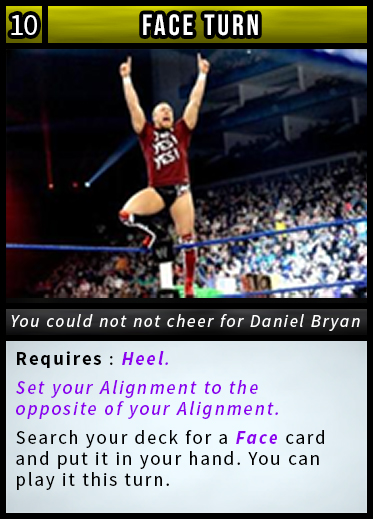 10 FACE TURN
YES!
YES!
You could not not cheer for Daniel Bryan
Requires : Heel.
Set your Alignment to the
opposite of your Alignment.
Search your deck for a Face card
and put it in your hand. You can
play it this turn.